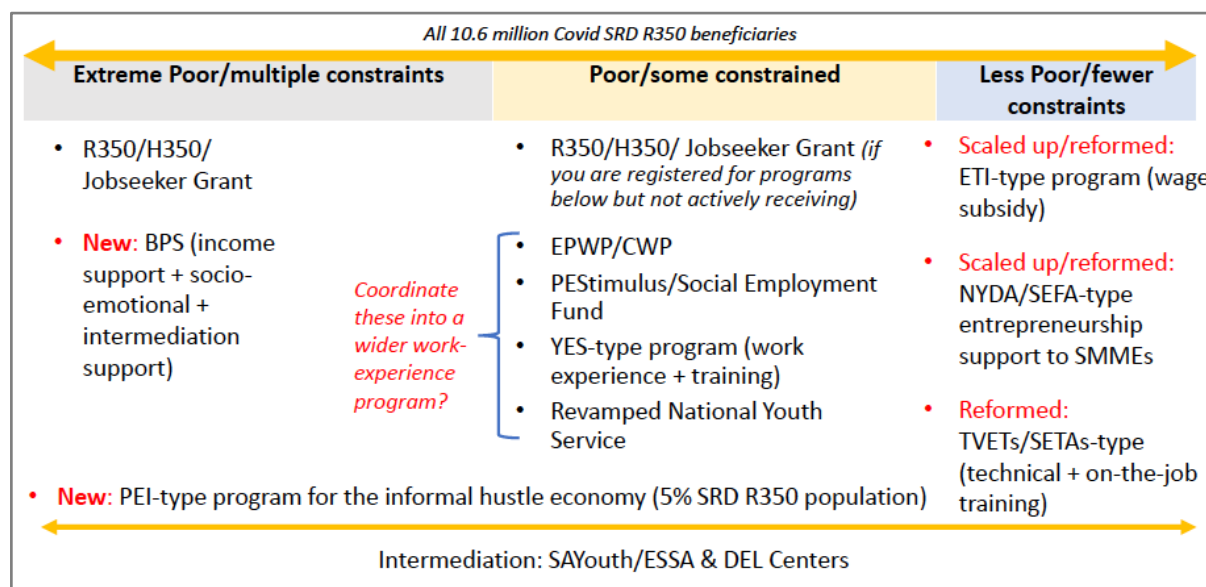 All 10.6 million Covid SRD R350 beneficiaries
Extreme Poor/multiple constraints
Poor/some constrained
Less Poor/fewer
constraints
• R350/H350/
Jobseeker Grant
• New: BPS (income
support + socio-
emotional +
intermediation
support)
Coordinate
these into a
wider work-
experience
program?
• R350/H350/ Jobseeker Grant (if
you are registered for programs
below but not actively receiving)
• EPWP/CWP
• PEStimulus/Social Employment
Fund
• YES-type program (work
experience + training)
• Revamped National Youth
Service
• Scaled up/reformed:
ETI-type program (wage
subsidy)
• Scaled up/reformed:
NYDA/SEFA-type
entrepreneurship
support to SMMEs
• Reformed:
TVETs/SETAs-type
(technical + on-the-job
training)
• New: PEI-type program for the informal hustle economy (5% SRD R350 population)
Intermediation: SAYouth/ESSA & DEL Centers